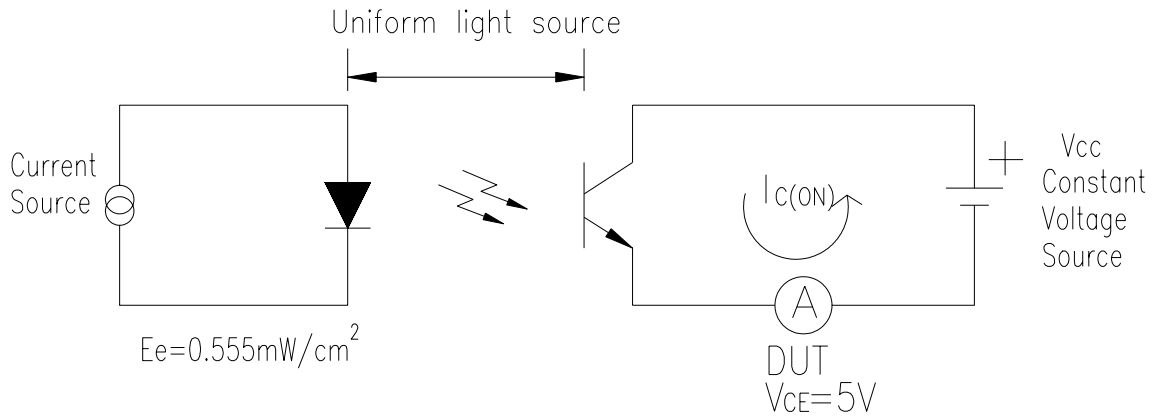 Uniform light source
Current
Source
IC(ON)
+
Vcc
Constant
Voltage
Source
A
Ee=0.555mW/cm²
DUT
VCE=5V